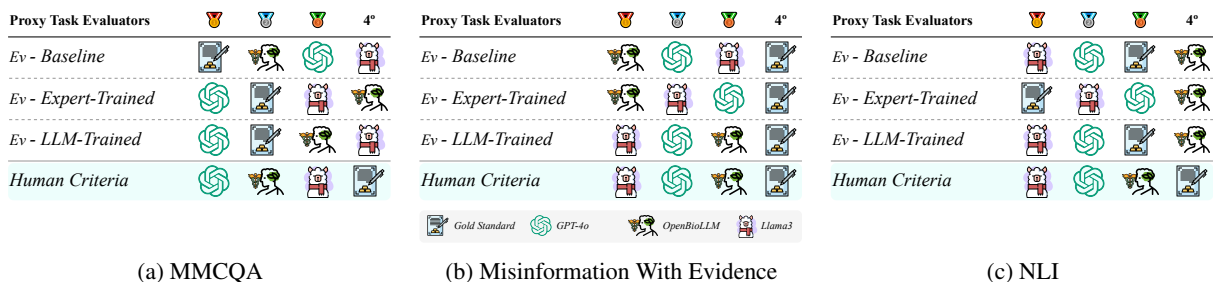 Proxy Task Evaluators 4º
Ev - Baseline
Ev - Expert-Trained
Ev - LLM-Trained
Human Criteria
(a) MMCQA
Proxy Task Evaluators 4º
Ev - Baseline
Ev - Expert-Trained
Ev - LLM-Trained
Human Criteria
Gold Standard GPT-4o OpenBioLLM Llama3
(b) Misinformation With Evidence
Proxy Task Evaluators 4º
Ev - Baseline
Ev - Expert-Trained
Ev - LLM-Trained
Human Criteria
(c) NLI